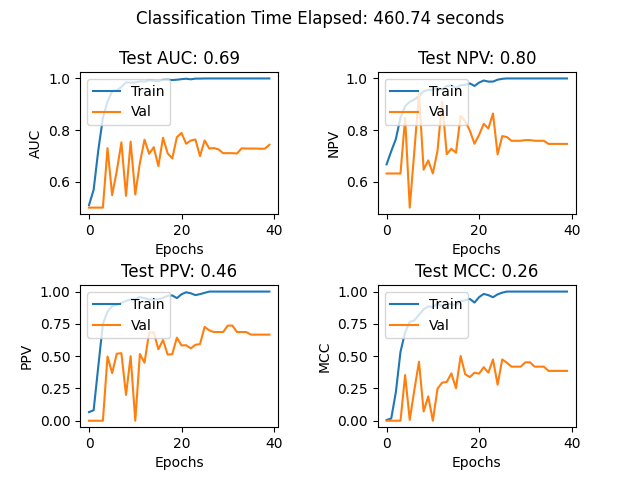 Classification Time Elapsed: 460.74 seconds
Test AUC: 0.69
Test NPV: 0.80
1.0
0.8
0.6
AUC
Train
Val
0
20
40
Epochs
1.0
0.8
0.6
NPV
Train
Val
0
20
40
Epochs
Test PPV: 0.46
Test MCC: 0.26
1.00
0.75
0.50
0.25
0.00
PPV
Train
Val
0
20
40
Epochs
1.00
0.75
0.50
0.25
0.00
MCC
Train
Val
0
20
40
Epochs